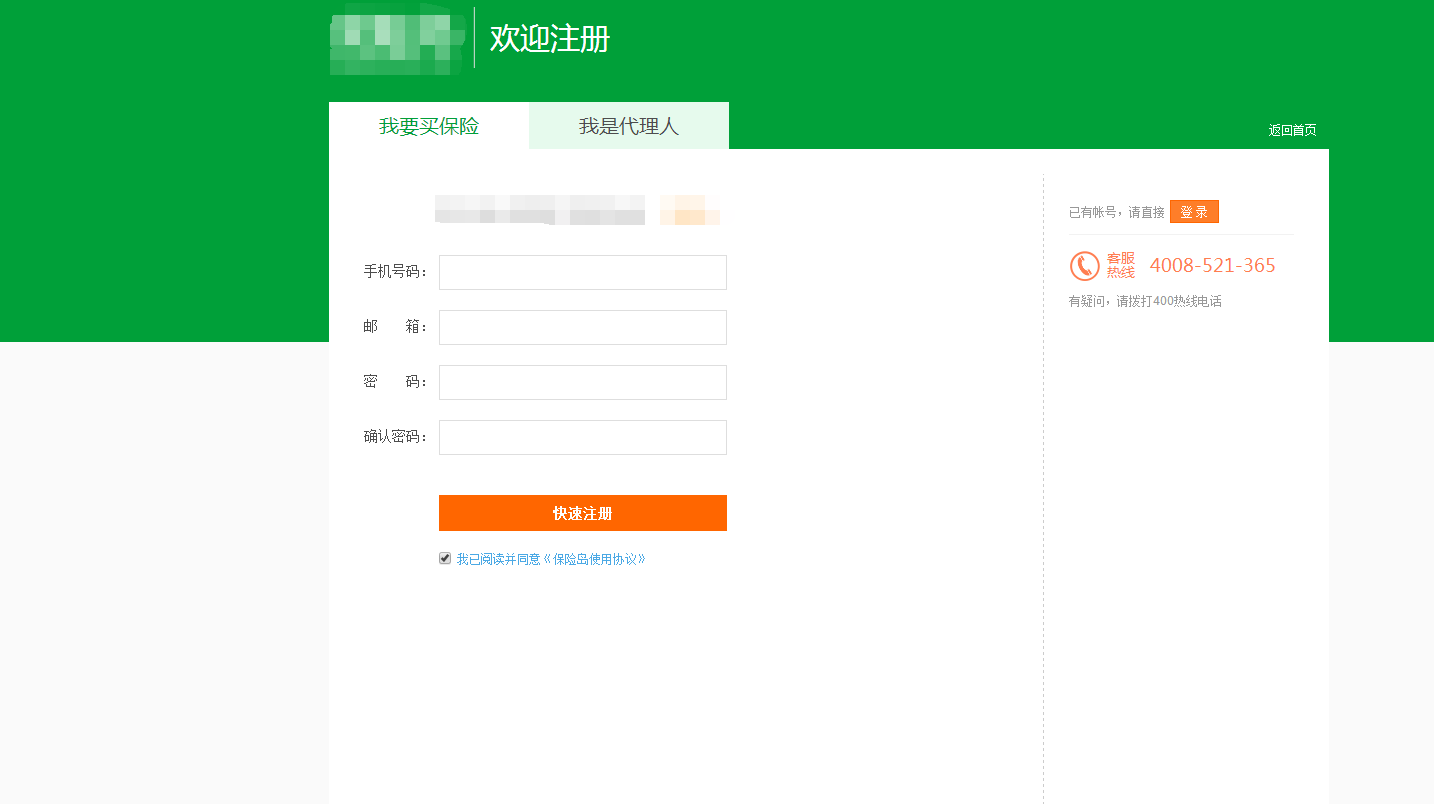 欢迎注册
我要买保险
我是代理人
返回首页
已有帐号，请直接 登 录
客服
热线
4008-521-365
有疑问，请拨打400热线电话
手机号码：
邮　　箱：
密　　码：
确认密码：
快速注册
我已阅读并同意《保险岛使用协议》